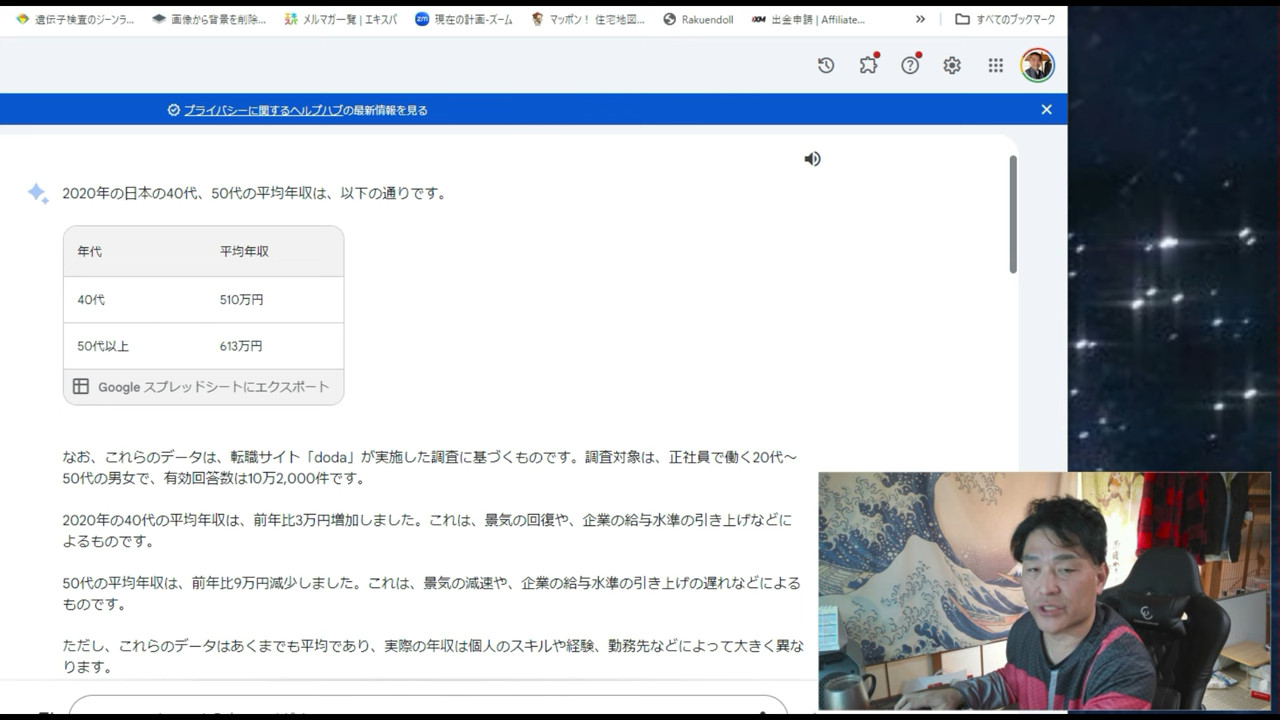 遺伝子検査のジーンラ...
画像から背景を削除...
メルマガ一覧 | エキスパ
zm 現在の計画-ズーム
マッポン！ 住宅地図...
Rakuendoll
出金申請 | Affiliate...
すべてのブックマーク
プライバシーに関するヘルプハブの最新情報を見る
2020年の日本の40代、50代の平均年収は、以下の通りです。
年代 平均年収
40代 510万円
50代以上 613万円
Google スプレッドシートにエクスポート
なお、これらのデータは、転職サイト「doda」が実施した調査に基づくものです。調査対象は、正社員で働く20代～
50代の男女で、有効回答数は10万2,000件です。
2020年の40代の平均年収は、前年比3万円増加しました。これは、景気の回復や、企業の給与水準の引き上げなどに
よるものです。
50代の平均年収は、前年比9万円減少しました。これは、景気の減速や、企業の給与水準の引き上げの遅れなどによる
ものです。
ただし、これらのデータはあくまでも平均であり、実際の年収は個人のスキルや経験、勤務先などによって大きく異な
ります。